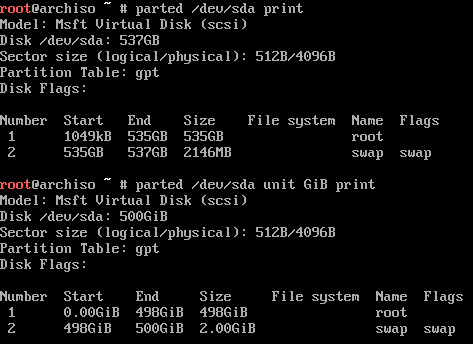 root@archiso ~ # parted /dev/sda print
Model: Msft Virtual Disk (scsi)
Disk /dev/sda: 537GB
Sector size (logical/physical): 512B/4096B
Partition Table: gpt
Disk Flags:
Number  Start   End    Size    File system  Name  Flags
 1      1049kB  535GB  535GB                root
 2      535GB   537GB  2146MB               swap  swap
root@archiso ~ # parted /dev/sda unit GiB print
Model: Msft Virtual Disk (scsi)
Disk /dev/sda: 500GiB
Sector size (logical/physical): 512B/4096B
Partition Table: gpt
Disk Flags:
Number  Start    End     Size     File system  Name  Flags
 1      0.00GiB  498GiB  498GiB                root
 2      498GiB   500GiB  2.00GiB               swap  swap